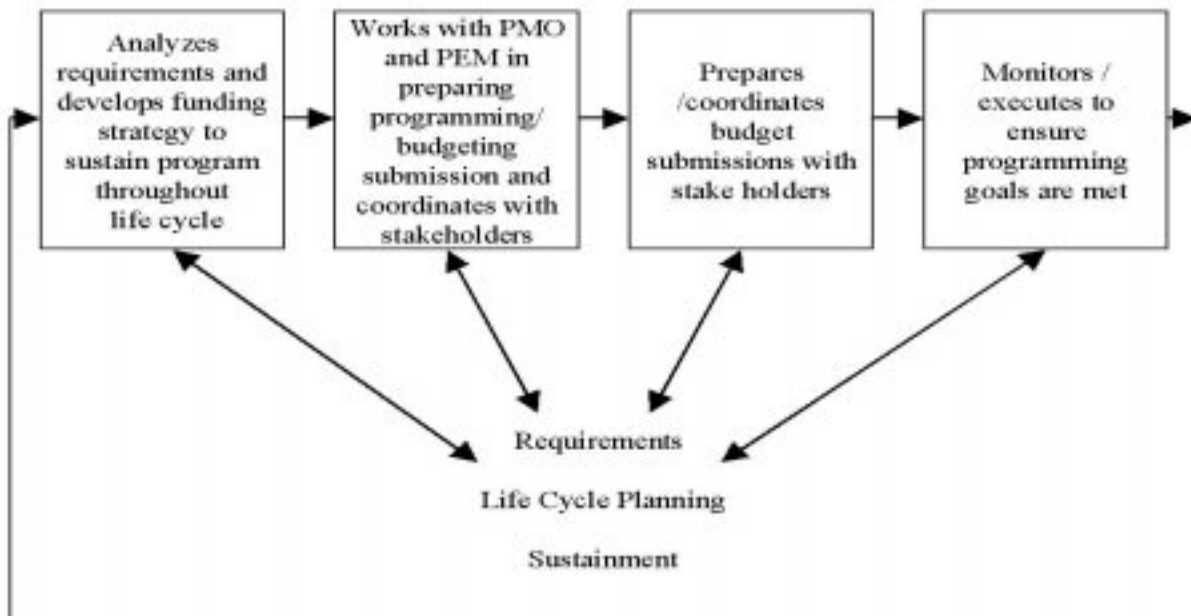 Analyzes
requirements and
develops funding
strategy to
sustain program
throughout
life cycle
Works with PMO
and PEM in
preparing
programming/
budgeting
submission and
coordinates with
stakeholders
Prepares
/coordinates
budget
submissions with
stake holders
Monitors /
executes to
ensure
programming
goals are met
Requirements
Life Cycle Planning
Sustainment